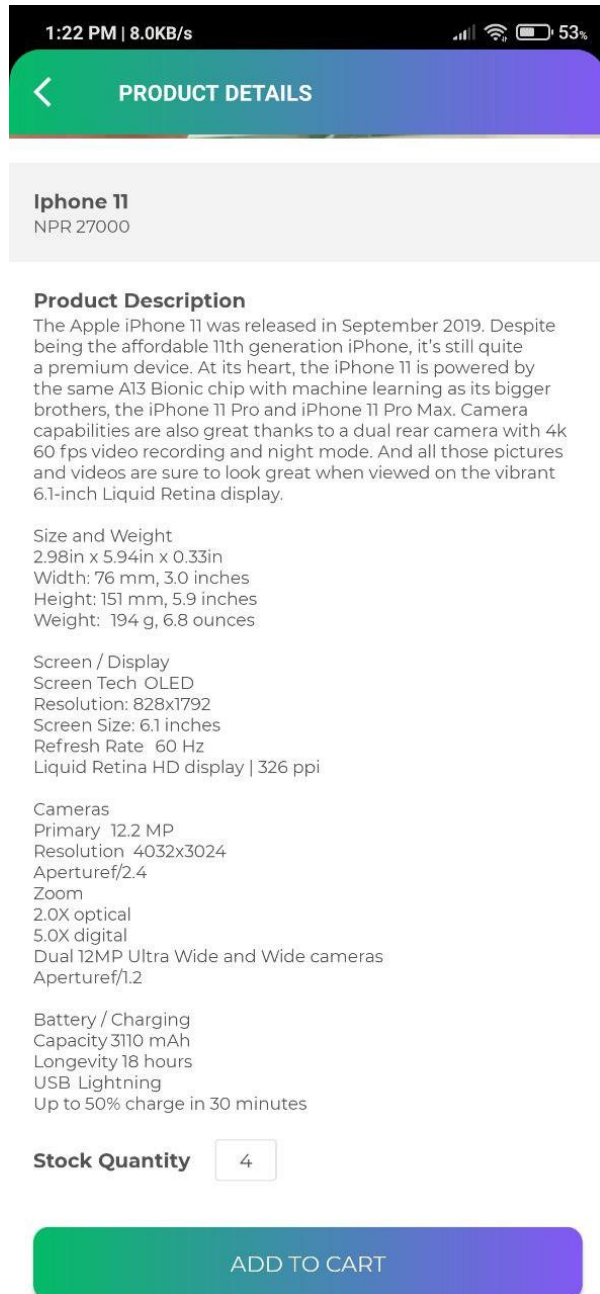 1:22 PM | 8.0KB/s 53%
PRODUCT DETAILS
Iphone 11
NPR 27000
Product Description
The Apple iPhone 11 was released in September 2019. Despite
being the affordable 11th generation iPhone, it's still quite
a premium device. At its heart, the iPhone 11 is powered by
the same A13 Bionic chip with machine learning as its bigger
brothers, the iPhone 11 Pro and iPhone 11 Pro Max. Camera
capabilities are also great thanks to a dual rear camera with 4k
60 fps video recording and night mode. And all those pictures
and videos are sure to look great when viewed on the vibrant
6.1-inch Liquid Retina display.
Size and Weight
2.98in x 5.94in x 0.33in
Width: 76 mm, 3.0 inches
Height: 151 mm, 5.9 inches
Weight: 194 g, 6.8 ounces
Screen / Display
Screen Tech OLED
Resolution: 828x1792
Screen Size: 6.1 inches
Refresh Rate 60 Hz
Liquid Retina HD display | 326 ppi
Cameras
Primary 12.2 MP
Resolution 4032x3024
Aperturef/2.4
Zoom
2.0X optical
5.0X digital
Dual 12MP Ultra Wide and Wide cameras
Aperturef/1.2
Battery / Charging
Capacity 3110 mAh
Longevity 18 hours
USB Lightning
Up to 50% charge in 30 minutes
Stock Quantity 4
ADD TO CART